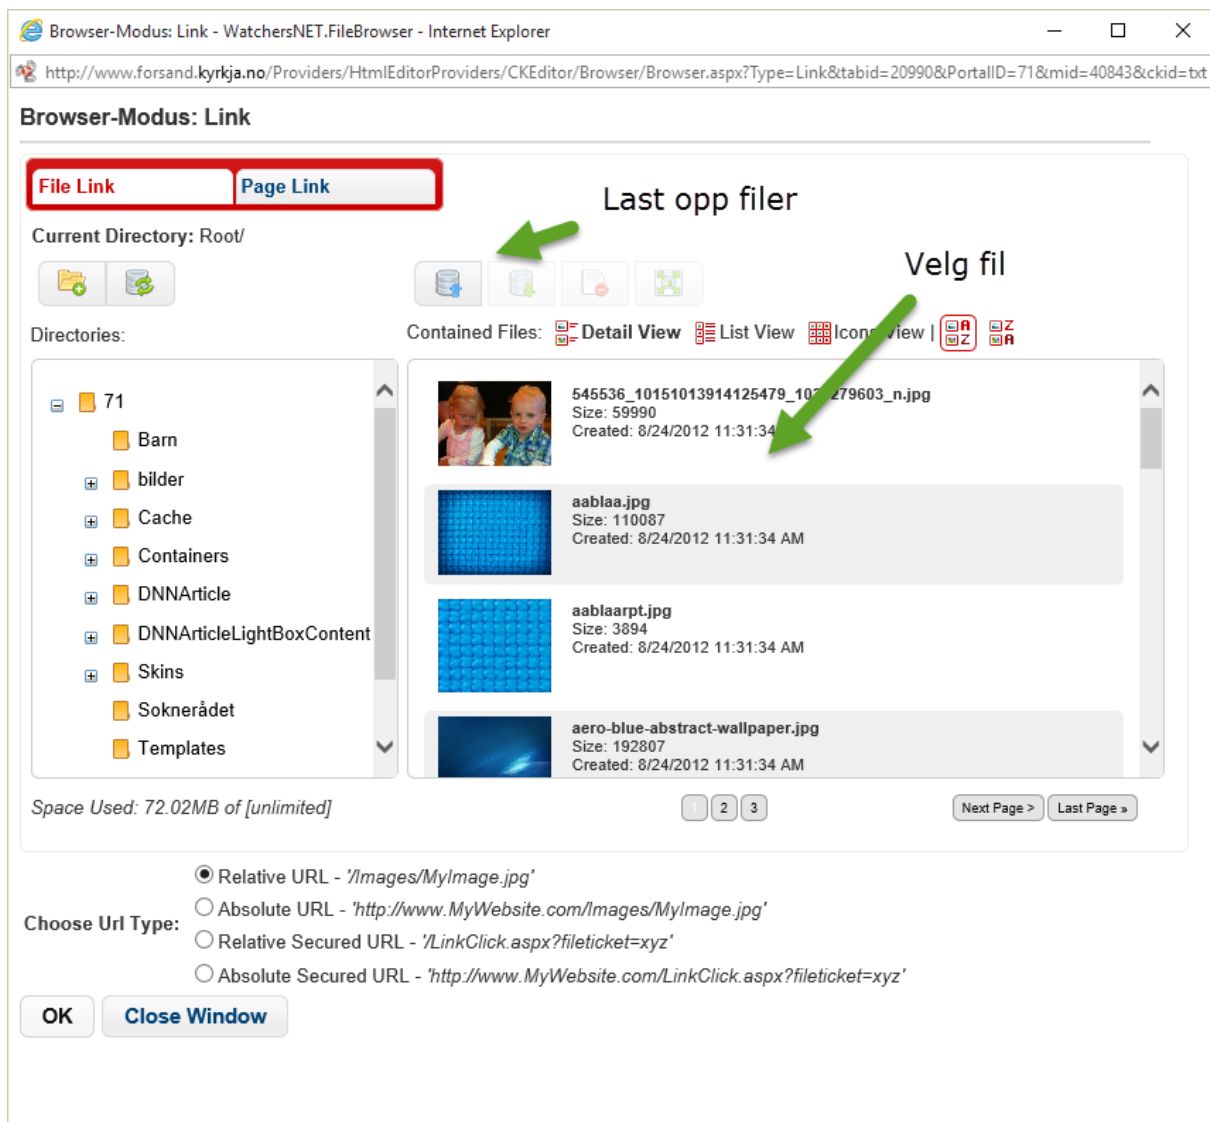 Browser-Modus: Link - WatchersNET.FileBrowser - Internet Explorer
http://www.forsand.kyrkja.no/Providers/HtmlEditorProviders/CKEditor/Browser/Browser.aspx?Type=Link&tabid=20990&PortalID=71&mid=40843&ckid=txt
Browser-Modus: Link
File Link Page Link
Last opp filer
Current Directory: Root/
Velg fil
Directories:
Contained Files: Detail View List View Icons View |
71
Barn
bilder
Cache
Containers
DNNArticle
DNNArticleLightBoxContent
Skins
Soknerådet
Templates
Size: 59990
Created: 8/24/2012 11:31:34
aablaa.jpg
Size: 110087
Created: 8/24/2012 11:31:34 AM
aablaarpt.jpg
Size: 3894
Created: 8/24/2012 11:31:34 AM
aero-blue-abstract-wallpaper.jpg
Size: 192807
Created: 8/24/2012 11:31:34 AM
Space Used: 72.02MB of [unlimited]
1 2 3
Next Page > Last Page »
Choose Url Type:
Relative URL - '/Images/MyImage.jpg'
Absolute URL - 'http://www.MyWebsite.com/Images/MyImage.jpg'
Relative Secured URL - '/LinkClick.aspx?fileticket=xyz'
Absolute Secured URL - 'http://www.MyWebsite.com/LinkClick.aspx?fileticket=xyz'
OK Close Window